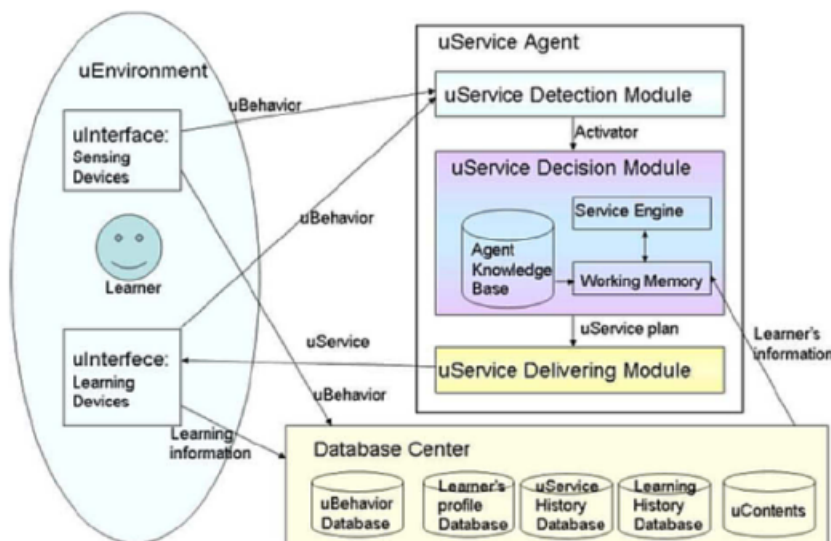 uEnvironment
uInterface:
Sensing
Devices
Learner
uInterfece:
Learning
Devices
uBehavior
uBehavior
uService
uBehavior
Learning
information
uService Agent
uService Detection Module
Activator
uService Decision Module
Service Engine
Agent
Knowledge
Base
Working Memory
uService plan
uService Delivering Module
Learner's
information
Database Center
uBehavior
Database
Learner's
profile
Database
uService
History
Database
Learning
History
Database
uContents